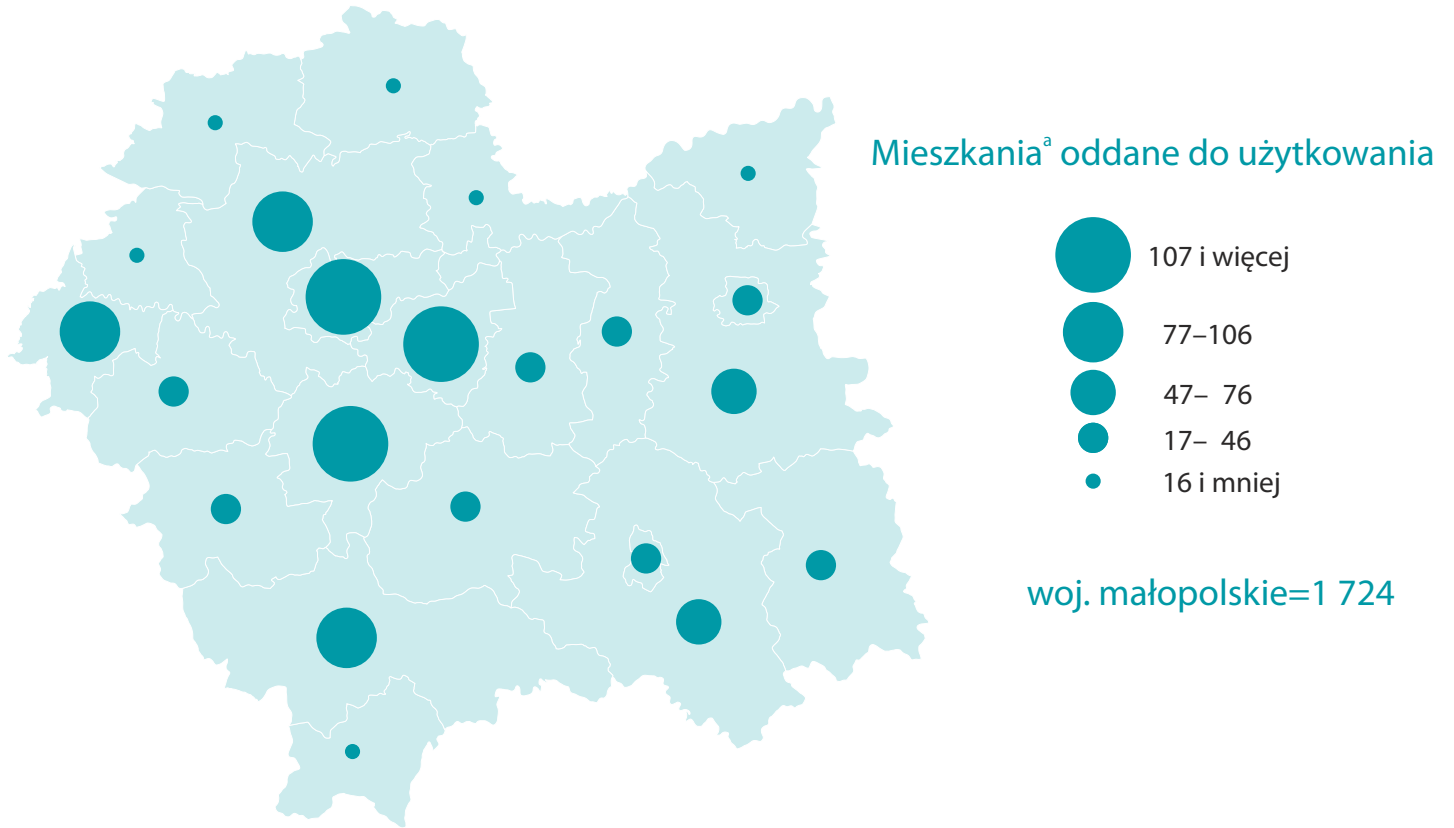 Mieszkaniaᵃ oddane do użytkowania
107 i więcej
77–106
47– 76
17– 46
16 i mniej
woj. małopolskie=1 724